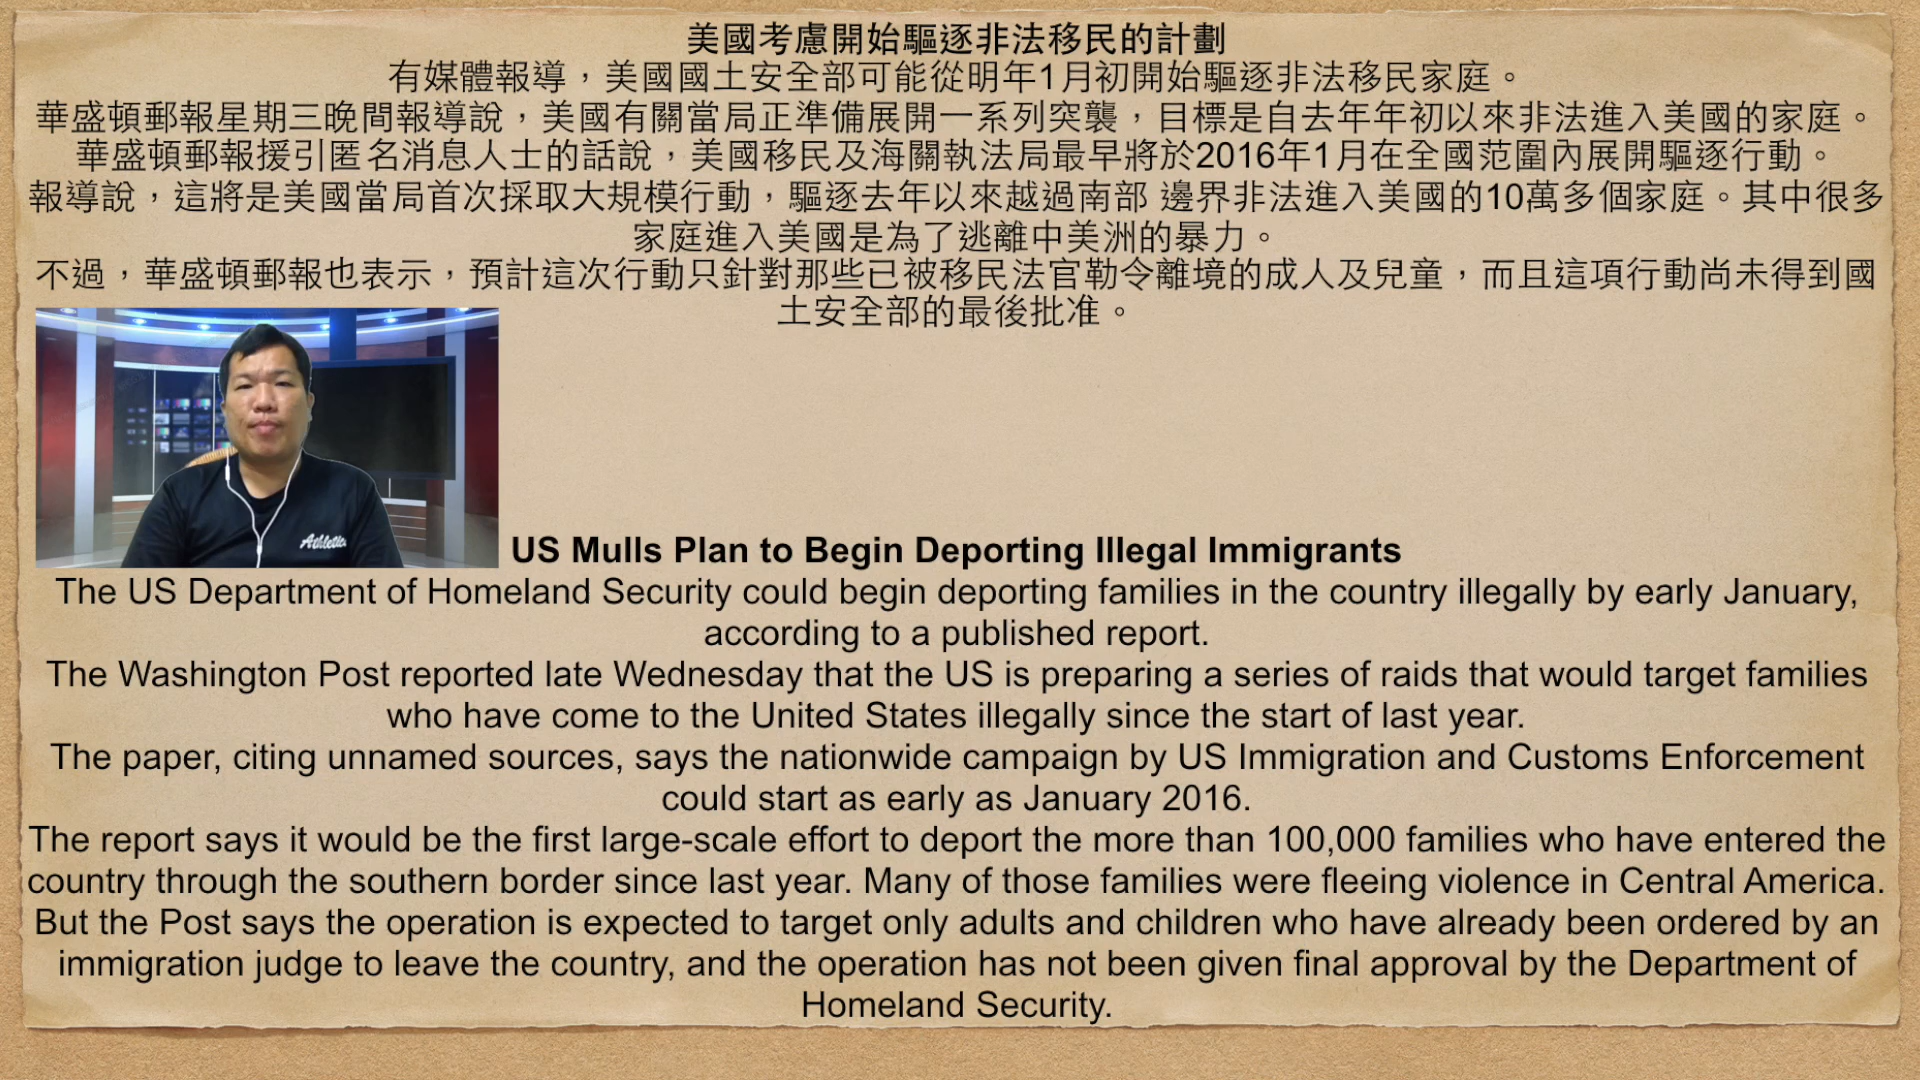 美國考慮開始驅逐非法移民的計劃
有媒體報導，美國國土安全部可能從明年1月初開始驅逐非法移民家庭。
華盛頓郵報星期三晚間報導說，美國有關當局正準備展開一系列突襲，目標是自去年年初以來非法進入美國的家庭。
華盛頓郵報援引匿名消息人士的話說，美國移民及海關執法局最早將於2016年1月在全國范圍內展開驅逐行動。
報導說，這將是美國當局首次採取大規模行動，驅逐去年以來越過南部 邊界非法進入美國的10萬多個家庭。其中很多
家庭進入美國是為了逃離中美洲的暴力。
不過，華盛頓郵報也表示，預計這次行動只針對那些已被移民法官勒令離境的成人及兒童，而且這項行動尚未得到國
土安全部的最後批准。
Athletics
US Mulls Plan to Begin Deporting Illegal Immigrants
The US Department of Homeland Security could begin deporting families in the country illegally by early January,
according to a published report.
The Washington Post reported late Wednesday that the US is preparing a series of raids that would target families
who have come to the United States illegally since the start of last year.
The paper, citing unnamed sources, says the nationwide campaign by US Immigration and Customs Enforcement
could start as early as January 2016.
The report says it would be the first large-scale effort to deport the more than 100,000 families who have entered the
country through the southern border since last year. Many of those families were fleeing violence in Central America.
But the Post says the operation is expected to target only adults and children who have already been ordered by an
immigration judge to leave the country, and the operation has not been given final approval by the Department of
Homeland Security.